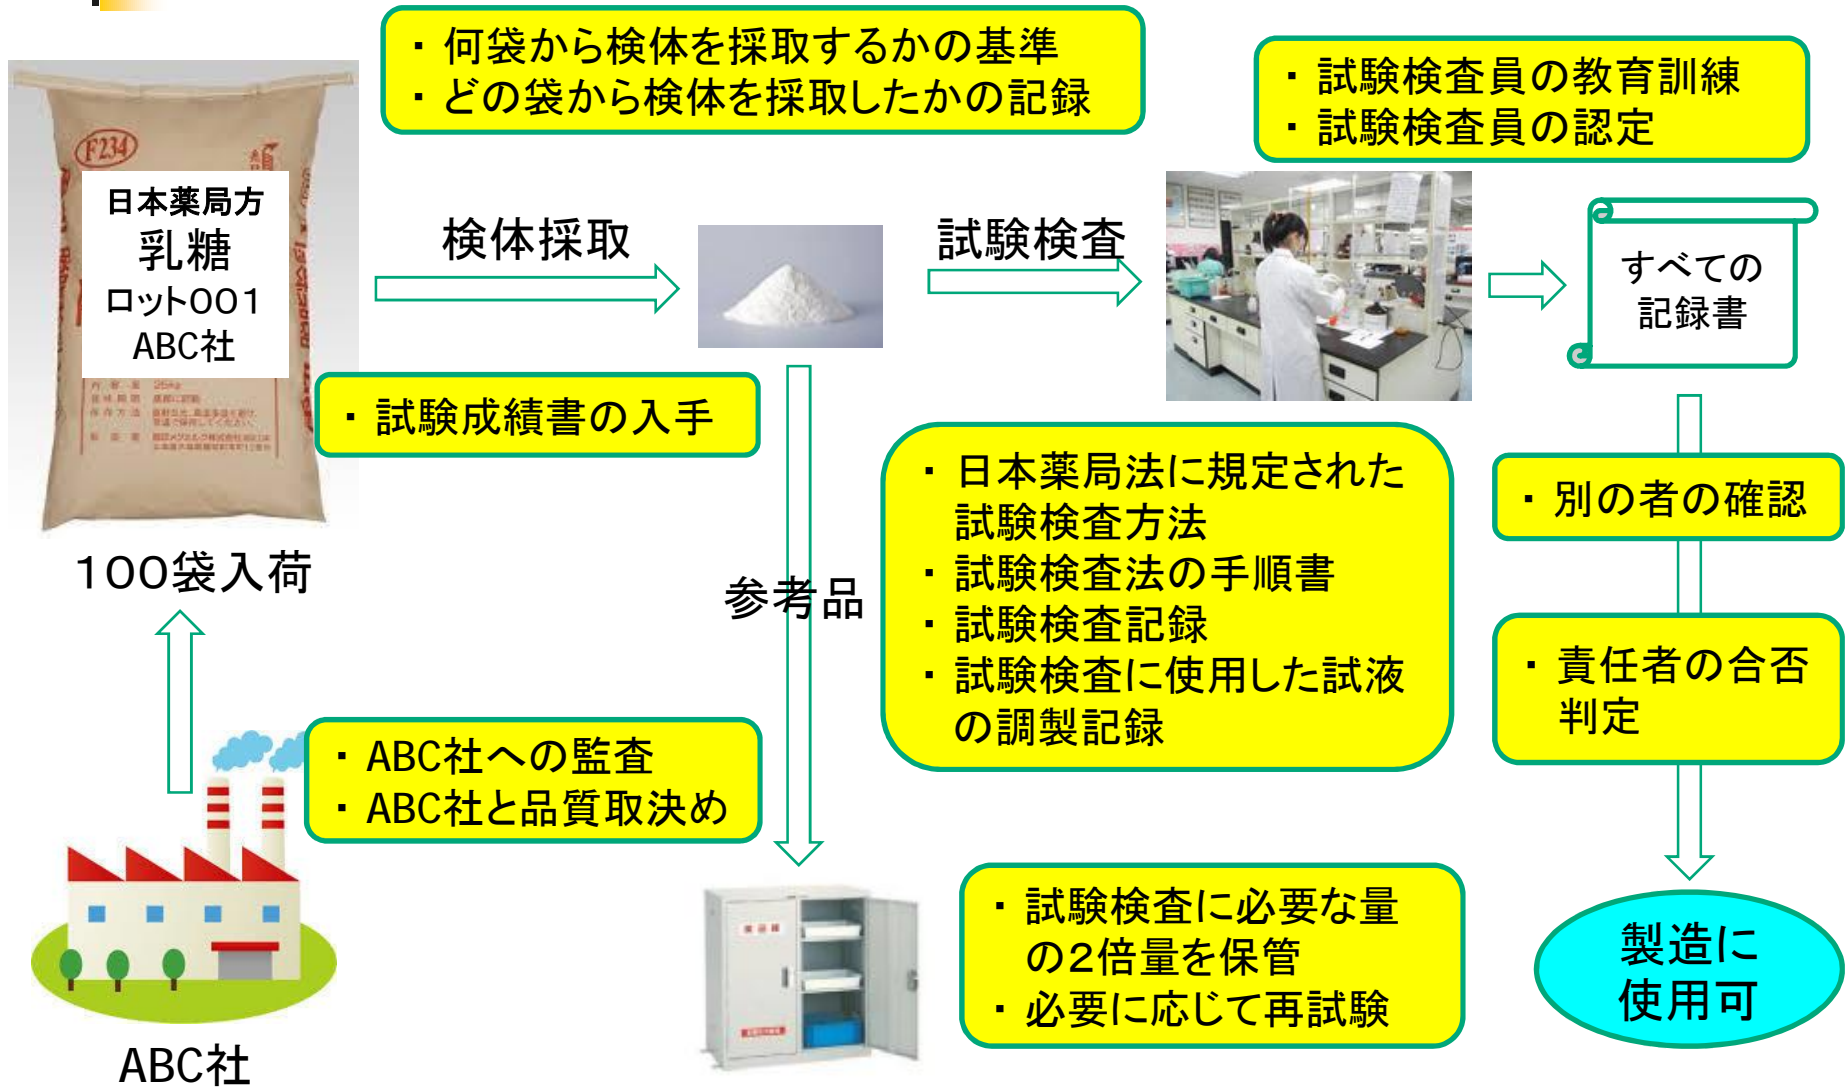 ・何袋から検体を採取するかの基準
・どの袋から検体を採取したかの記録
・試験検査員の教育訓練
・試験検査員の認定
F234
日本薬局方
乳糖
ロット001
ABC社
検体採取
試験検査
すべての
記録書
・試験成績書の入手
100袋入荷
参考品
・日本薬局法に規定された
試験検査方法
・試験検査法の手順書
・試験検査記録
・試験検査に使用した試液
の調製記録
・別の者の確認
・責任者の合否
判定
・ABC社への監査
・ABC社と品質取決め
・試験検査に必要な量
の2倍量を保管
・必要に応じて再試験
製造に
使用可
ABC社